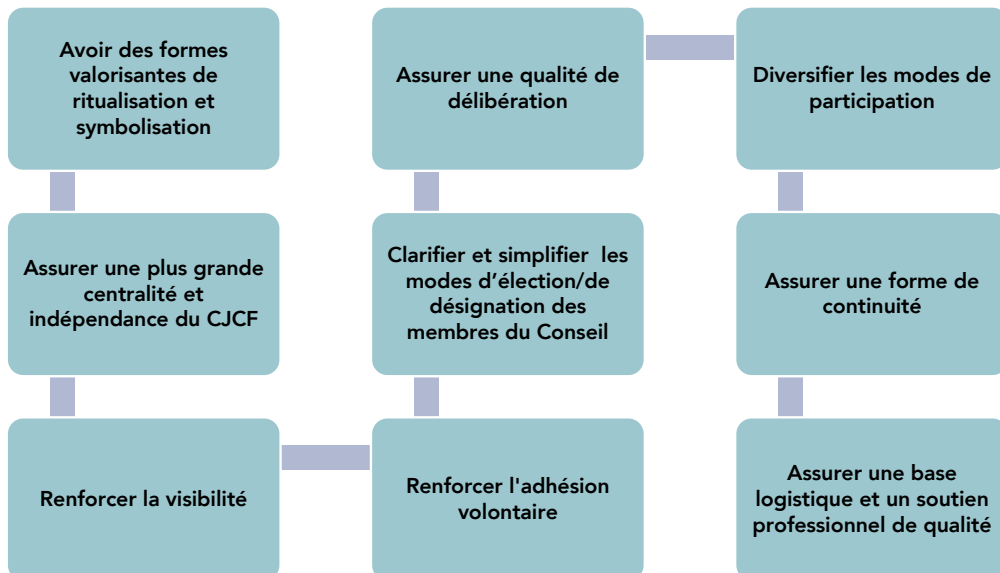 Avoir des formes
valorisantes de
ritualisation et
symbolisation
Assurer une plus grande
centralité et
indépendance du CJCF
Renforcer la visibilité
Renforcer l'adhésion
volontaire
Clarifier et simplifier les
modes d’élection/de
désignation des
membres du Conseil
Assurer une qualité de
délibération
Diversifier les modes de
participation
Assurer une forme de
continuité
Assurer une base
logistique et un soutien
professionnel de qualité